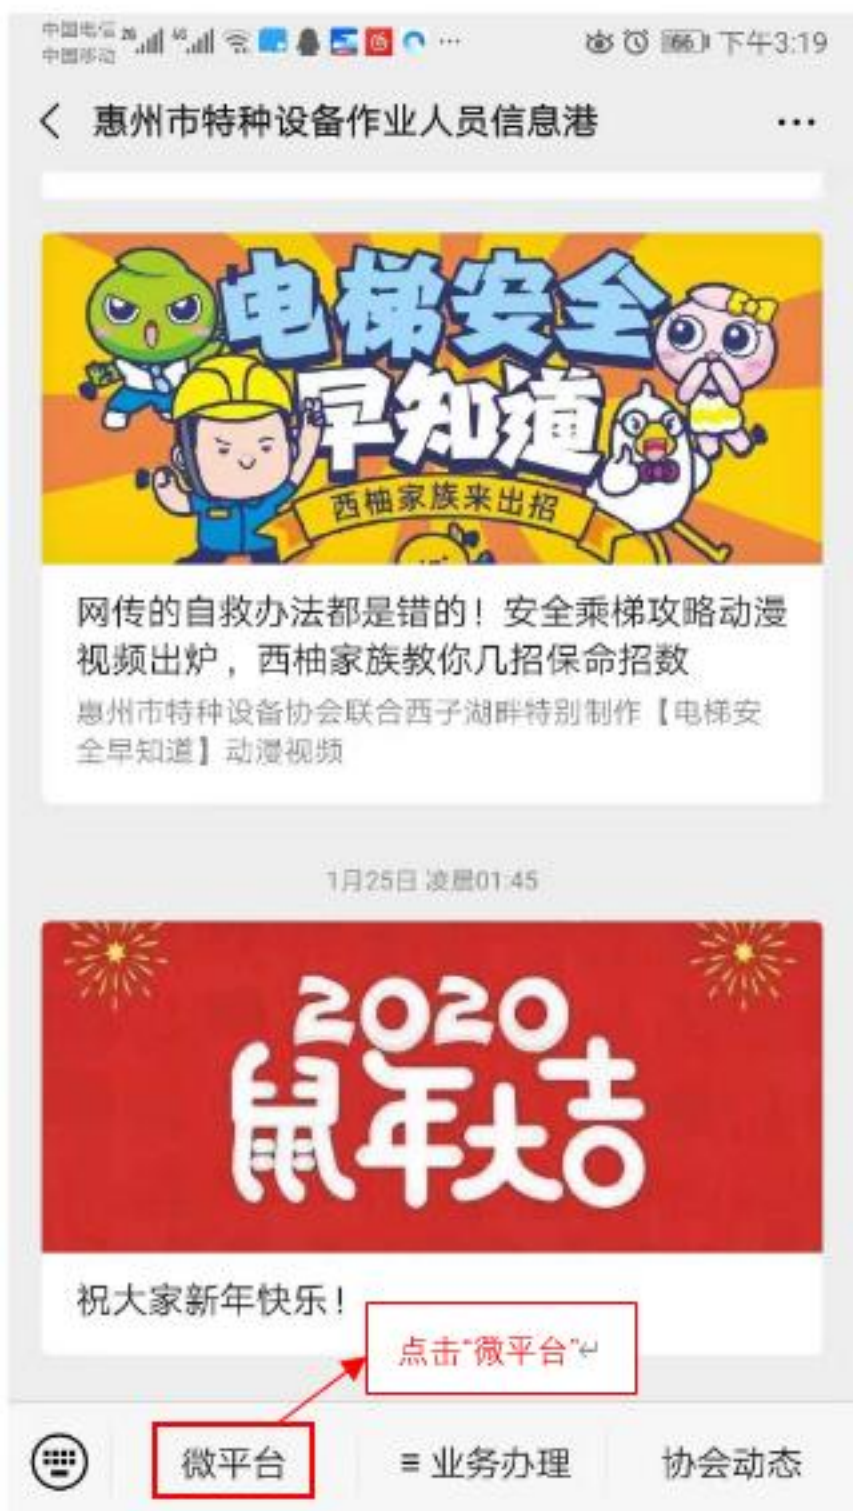 中国电信 2G 4G 66 下午3:19
中国移动
惠州市特种设备作业人员信息港
电梯安全
早知道
西柚家族来出招
网传的自救办法都是错的！安全乘梯攻略动漫
视频出炉，西柚家族教你几招保命招数
惠州市特种设备协会联合西子湖畔特别制作【电梯安
全早知道】动漫视频
1月25日 凌晨01:45
2020
鼠年大吉
祝大家新年快乐！
点击“微平台”
微平台 ≡ 业务办理 协会动态